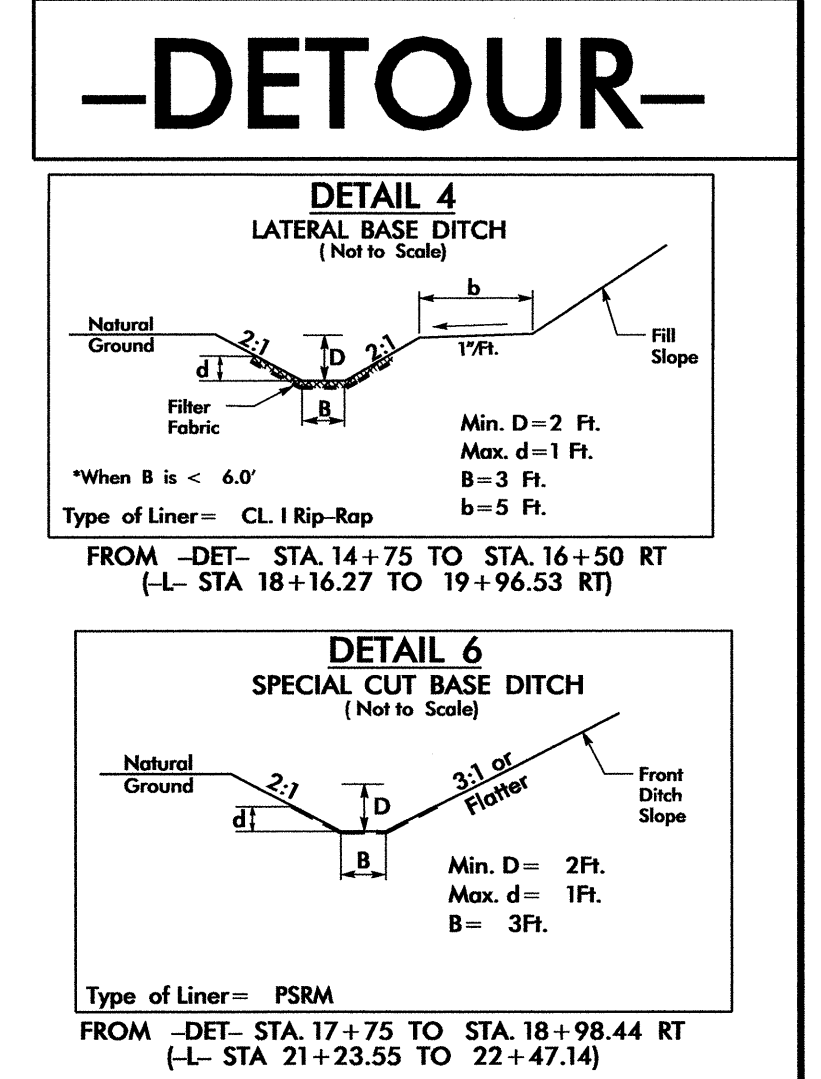 –DETOUR–
DETAIL 4
LATERAL BASE DITCH
( Not to Scale)
b
Natural
Ground
2:1
D
2:1
1"/Ft.
Fill
Slope
d
Filter
Fabric
B
Min. D=2 Ft.
Max. d=1 Ft.
B=3 Ft.
b=5 Ft.
*When B is < 6.0'
Type of Liner= CL. I Rip–Rap
FROM –DET– STA. 14+75 TO STA. 16+50 RT
(–L– STA 18+16.27 TO 19+96.53 RT)
DETAIL 6
SPECIAL CUT BASE DITCH
( Not to Scale)
Natural
Ground
2:1
D
3:1 or
Flatter
Front
Ditch
Slope
d
B
Min. D= 2Ft.
Max. d= 1Ft.
B= 3Ft.
Type of Liner= PSRM
FROM –DET– STA. 17+75 TO STA. 18+98.44 RT
(–L– STA 21+23.55 TO 22+47.14)